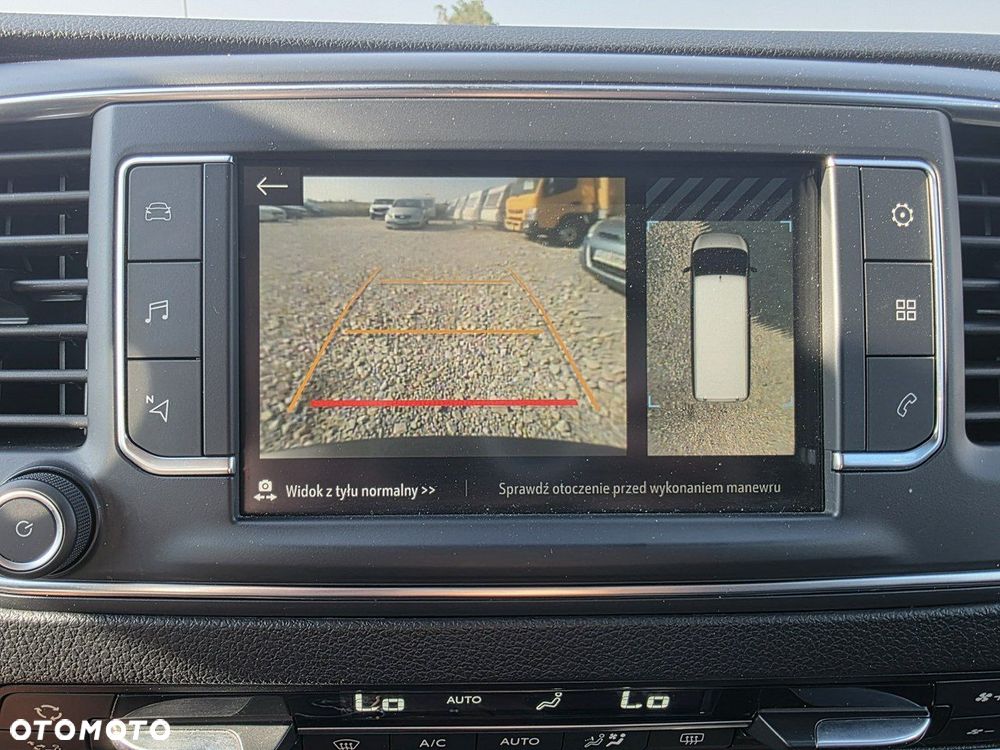 N
Widok z tyłu normalny >>
Sprawdź otoczenie przed wykonaniem manewru
Lo AUTO Lo
A/C AUTO
OTOMOTO